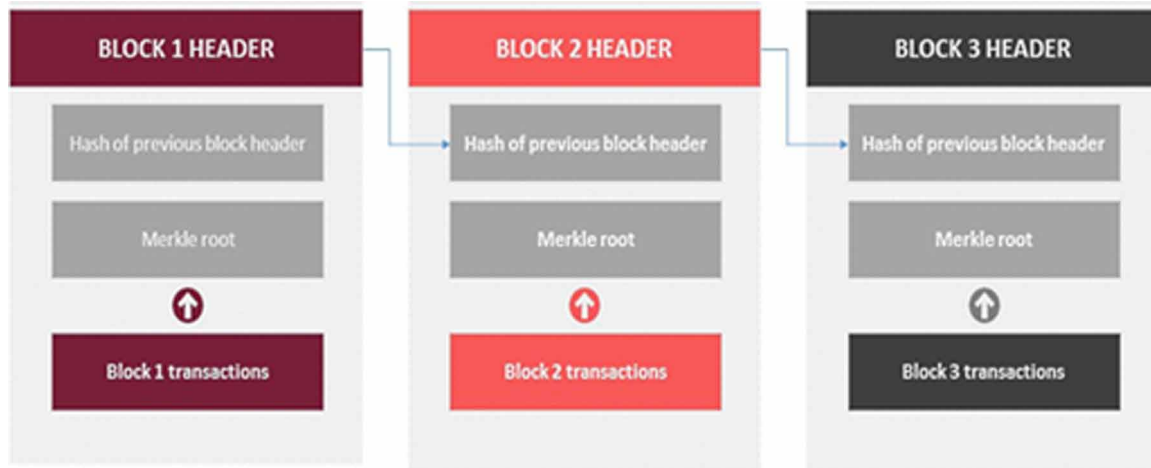 BLOCK 1 HEADER
Hash of previous block header
Merkle root
Block 1 transactions
BLOCK 2 HEADER
Hash of previous block header
Merkle root
Block 2 transactions
BLOCK 3 HEADER
Hash of previous block header
Merkle root
Block 3 transactions